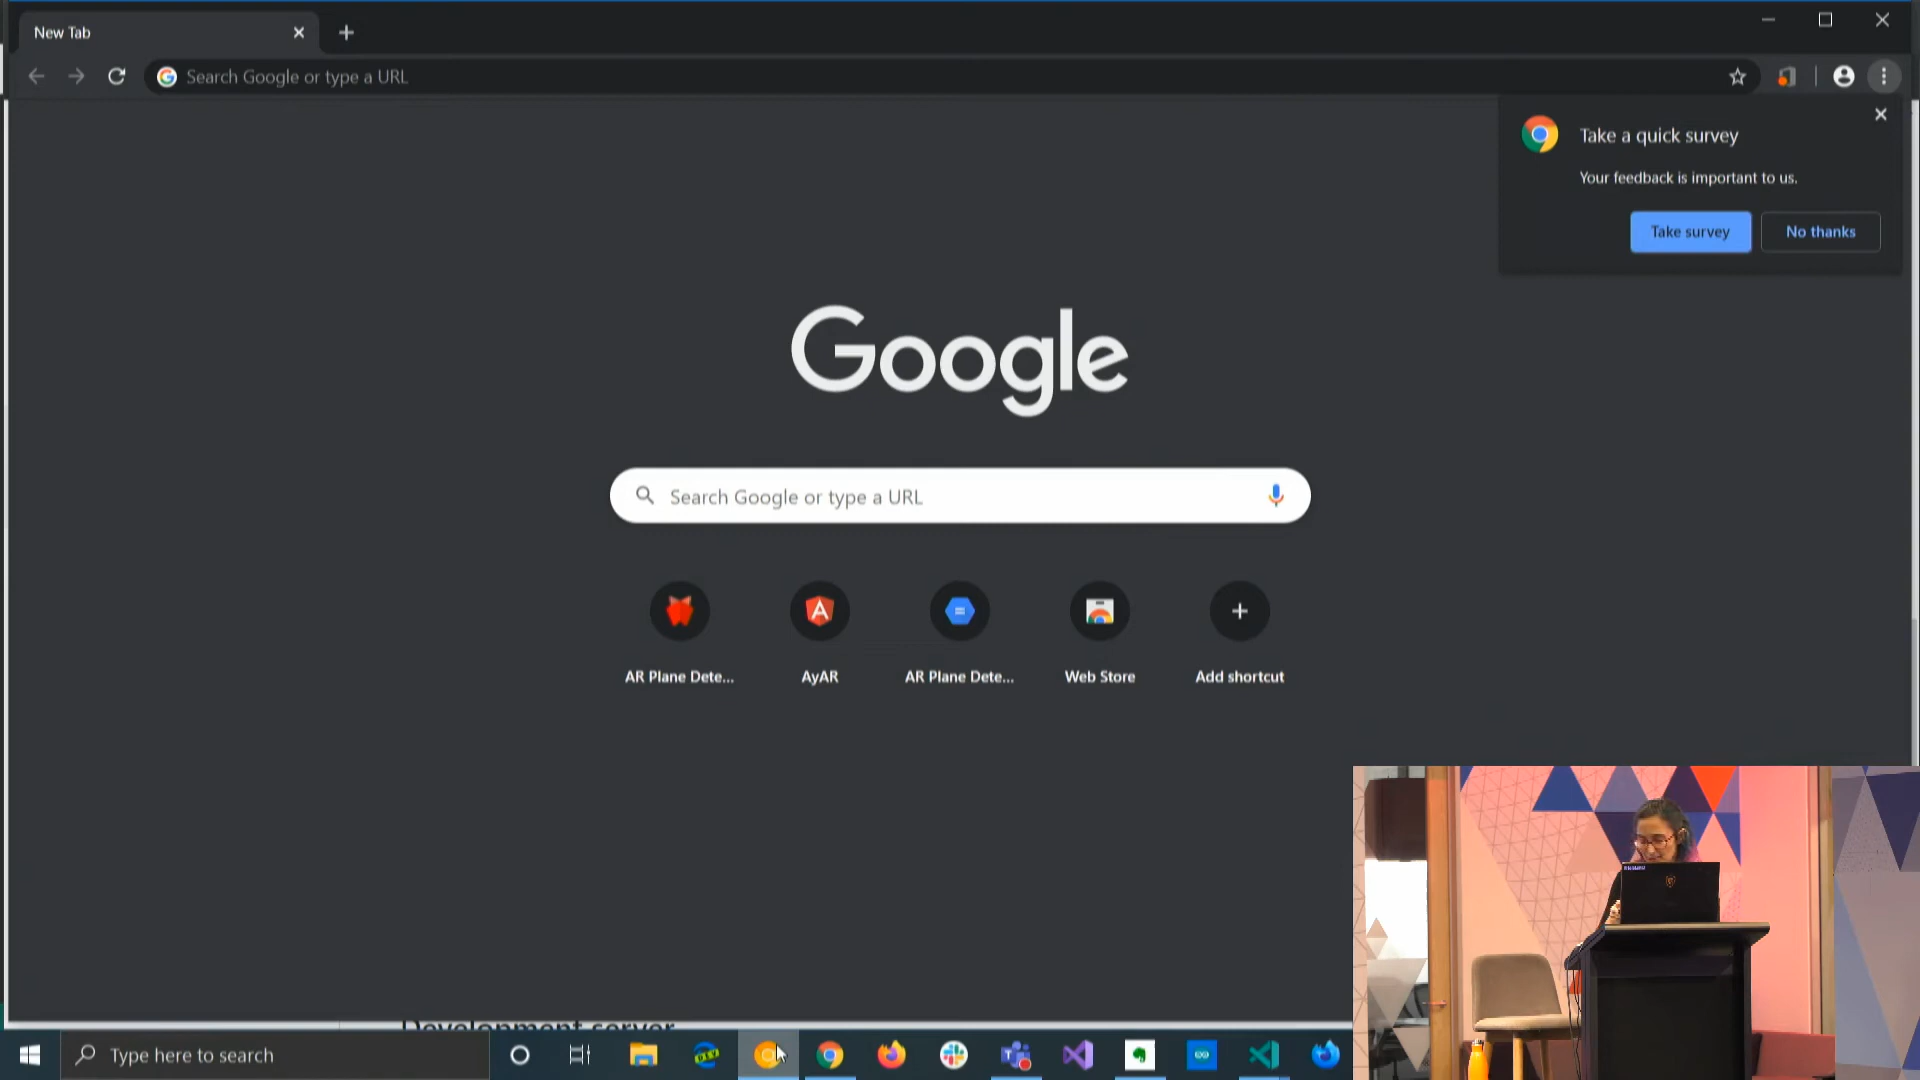 New Tab
Search Google or type a URL
Take a quick survey
Your feedback is important to us.
Take survey
No thanks
Google
Search Google or type a URL
AR Plane Dete...
AyAR
AR Plane Dete...
Web Store
Add shortcut
Development server
Type here to search